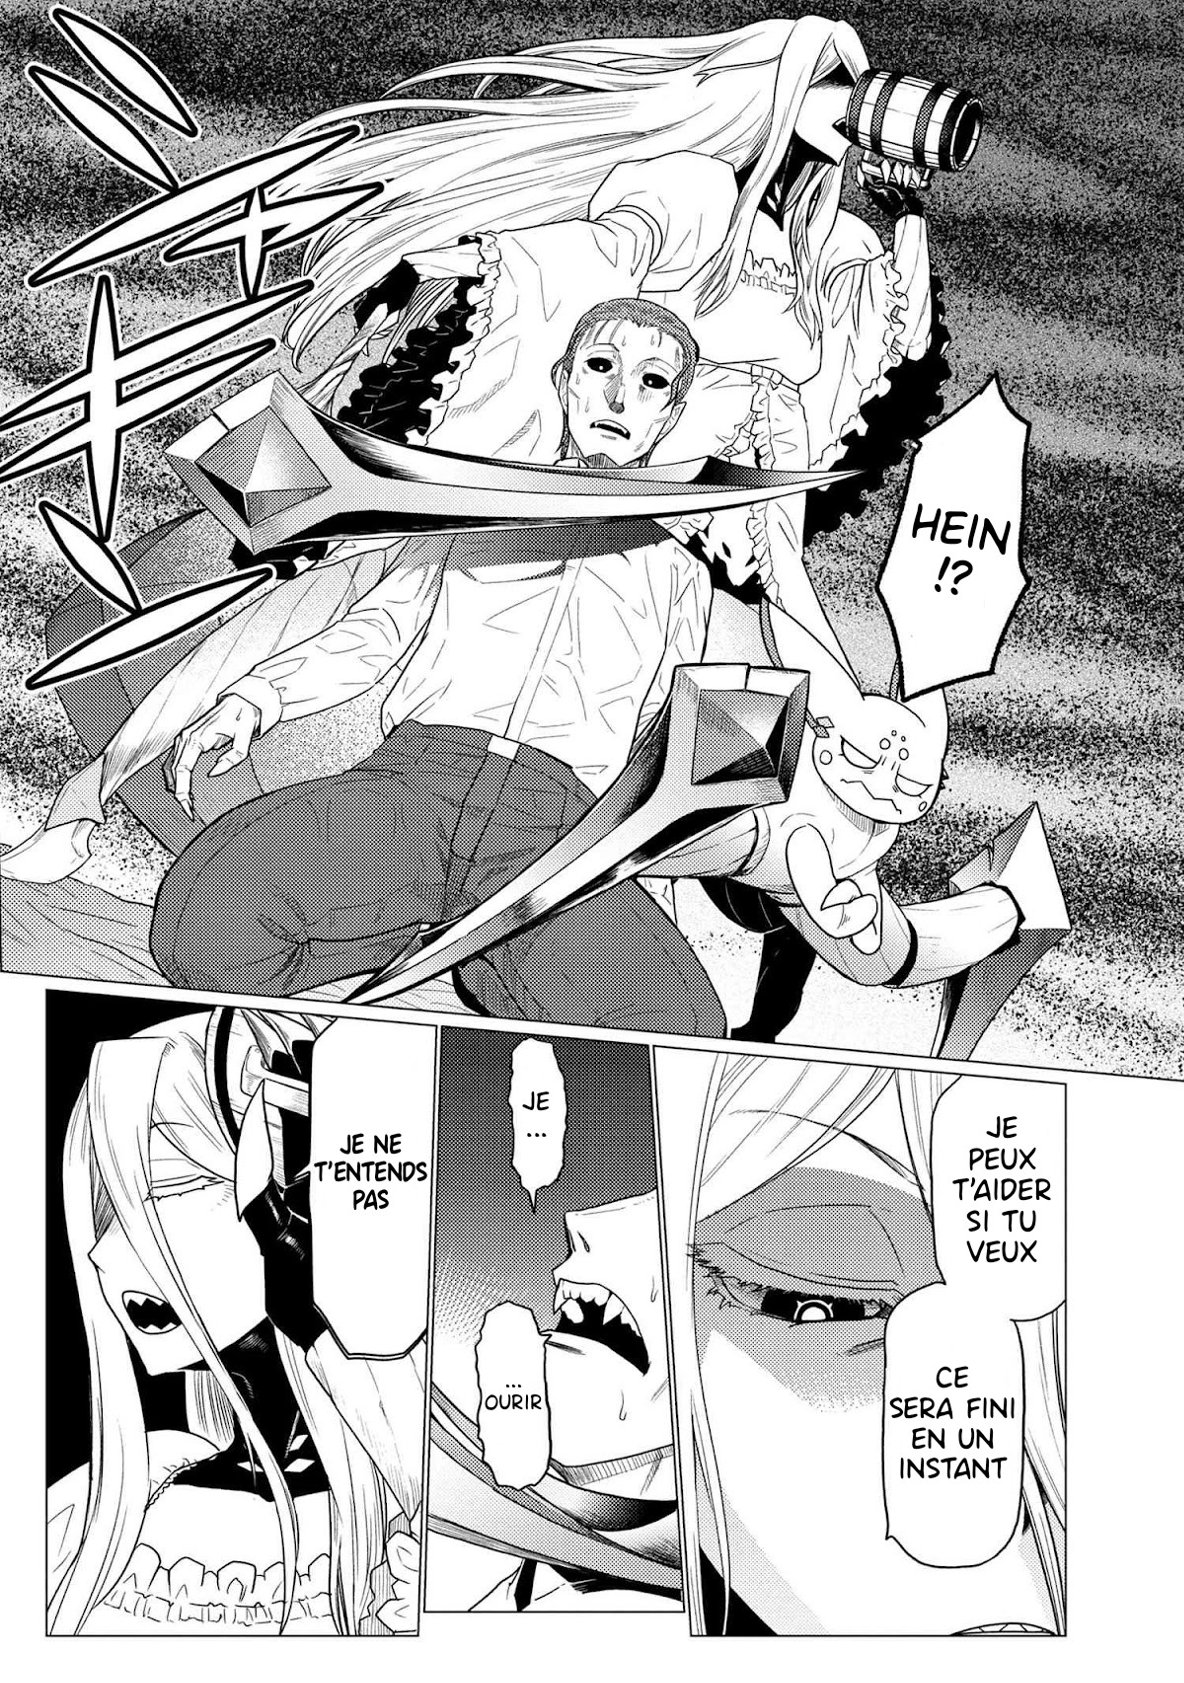 HEIN
!?
JE
PEUX
T'AIDER
SI TU
VEUX
CE
SERA FINI
EN UN
INSTANT
JE
...
...
OURIR
JE NE
T'ENTENDS
PAS